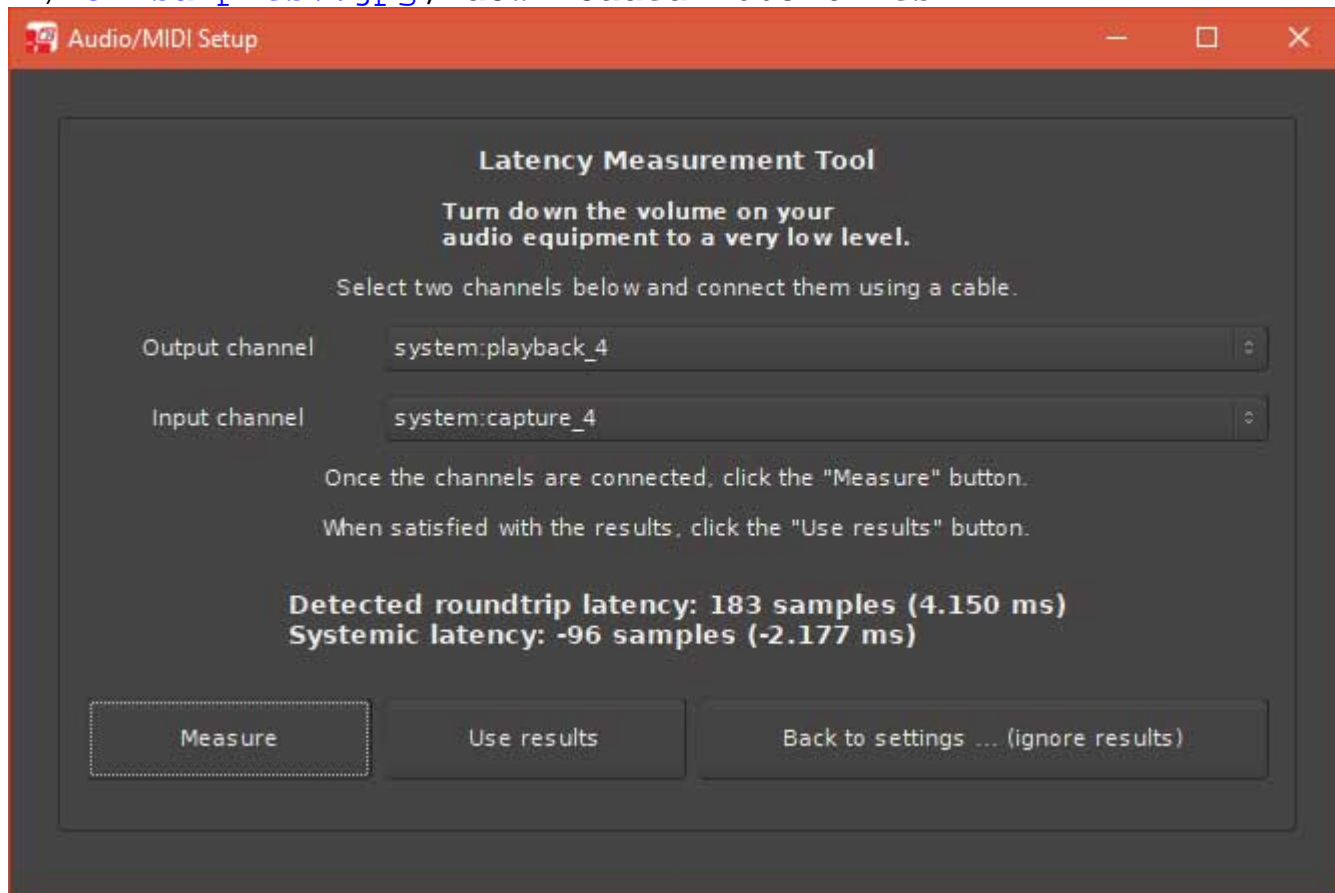 Audio/MIDI Setup
Latency Measurement Tool
Turn down the volume on your
audio equipment to a very low level.
Select two channels below and connect them using a cable.
Output channel system:playback_4
Input channel system:capture_4
Once the channels are connected, click the "Measure" button.
When satisfied with the results, click the "Use results" button.
Detected roundtrip latency: 183 samples (4.150 ms)
Systemic latency: -96 samples (-2.177 ms)
Measure Use results Back to settings ... (ignore results)